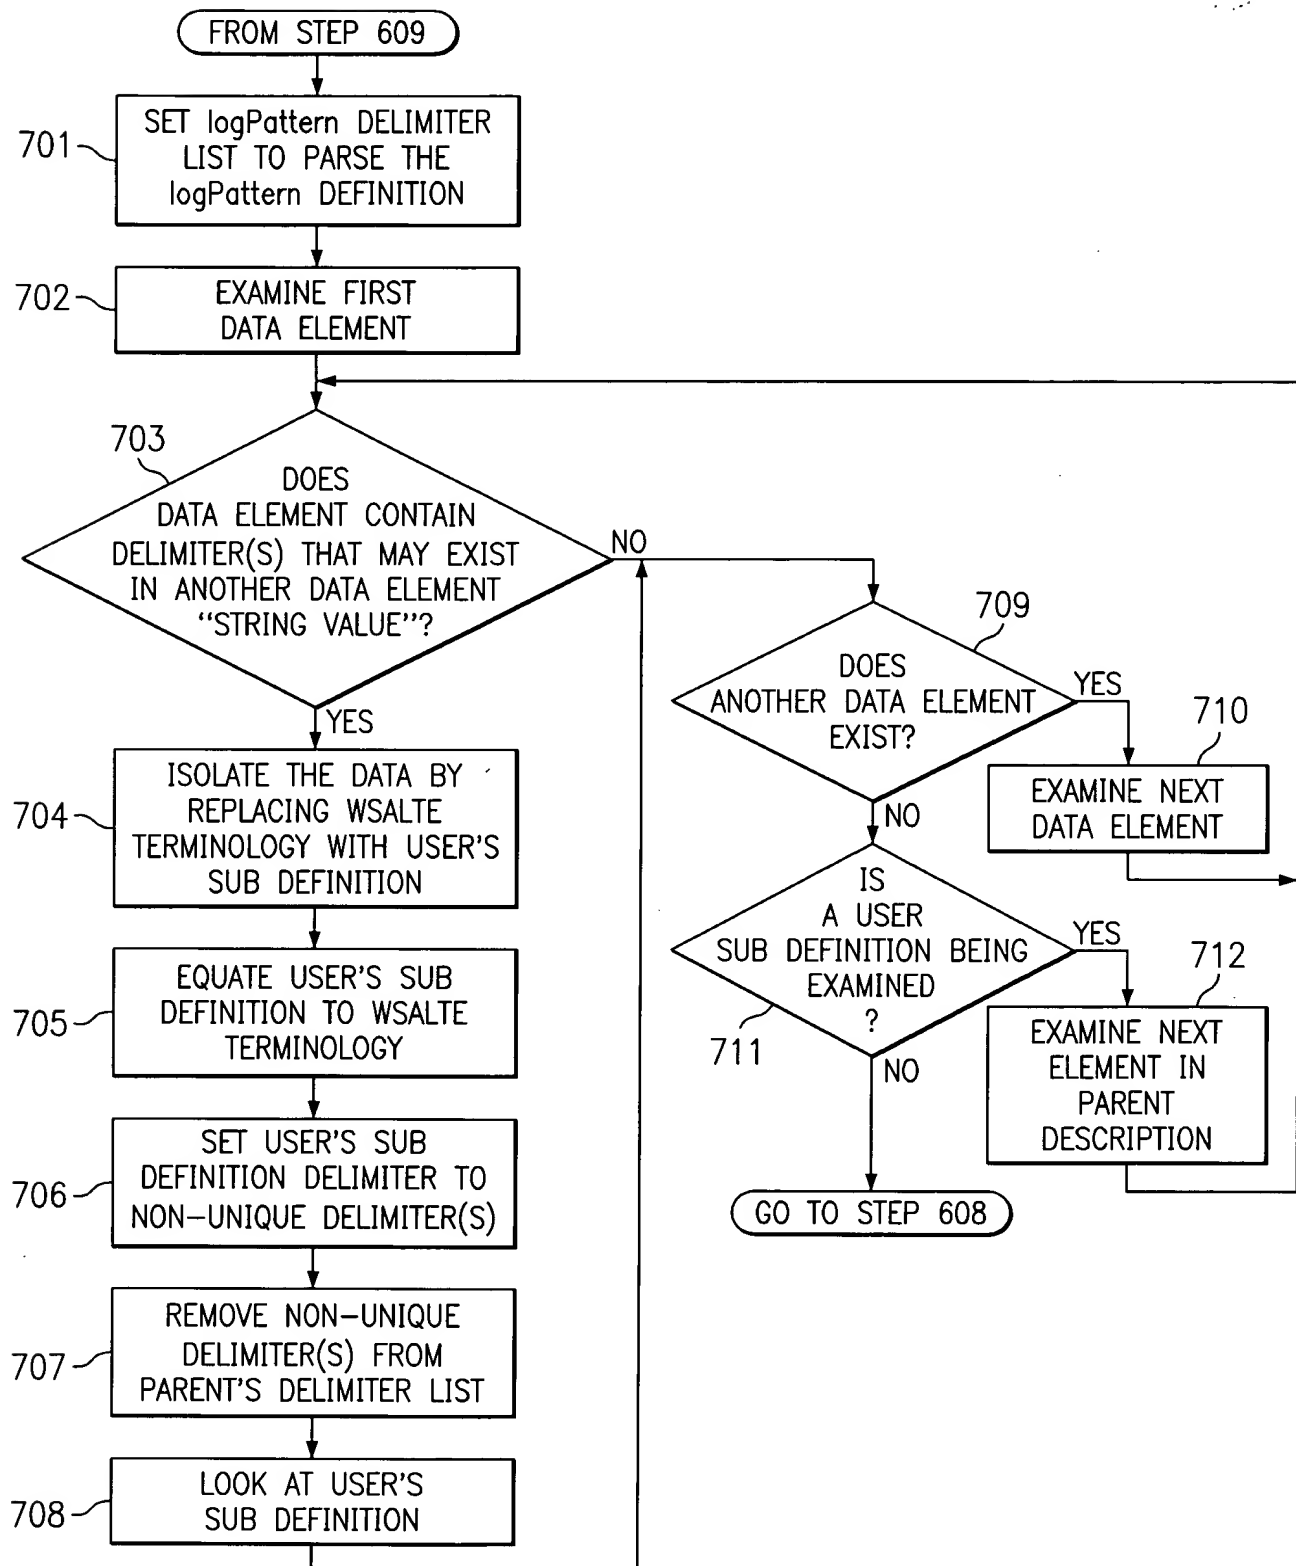 FROM STEP 609
701
SET logPattern DELIMITER
LIST TO PARSE THE
logPattern DEFINITION
702
EXAMINE FIRST
DATA ELEMENT
703
DOES
DATA ELEMENT CONTAIN
DELIMITER(S) THAT MAY EXIST
IN ANOTHER DATA ELEMENT
“STRING VALUE”?
NO
YES
704
ISOLATE THE DATA BY
REPLACING WSALTE
TERMINOLOGY WITH USER'S
SUB DEFINITION
705
EQUATE USER'S SUB
DEFINITION TO WSALTE
TERMINOLOGY
706
SET USER'S SUB
DEFINITION DELIMITER TO
NON-UNIQUE DELIMITER(S)
707
REMOVE NON-UNIQUE
DELIMITER(S) FROM
PARENT'S DELIMITER LIST
708
LOOK AT USER'S
SUB DEFINITION
709
DOES
ANOTHER DATA ELEMENT
EXIST?
YES
NO
710
EXAMINE NEXT
DATA ELEMENT
711
IS
A USER
SUB DEFINITION BEING
EXAMINED
?
YES
NO
712
EXAMINE NEXT
ELEMENT IN
PARENT
DESCRIPTION
GO TO STEP 608